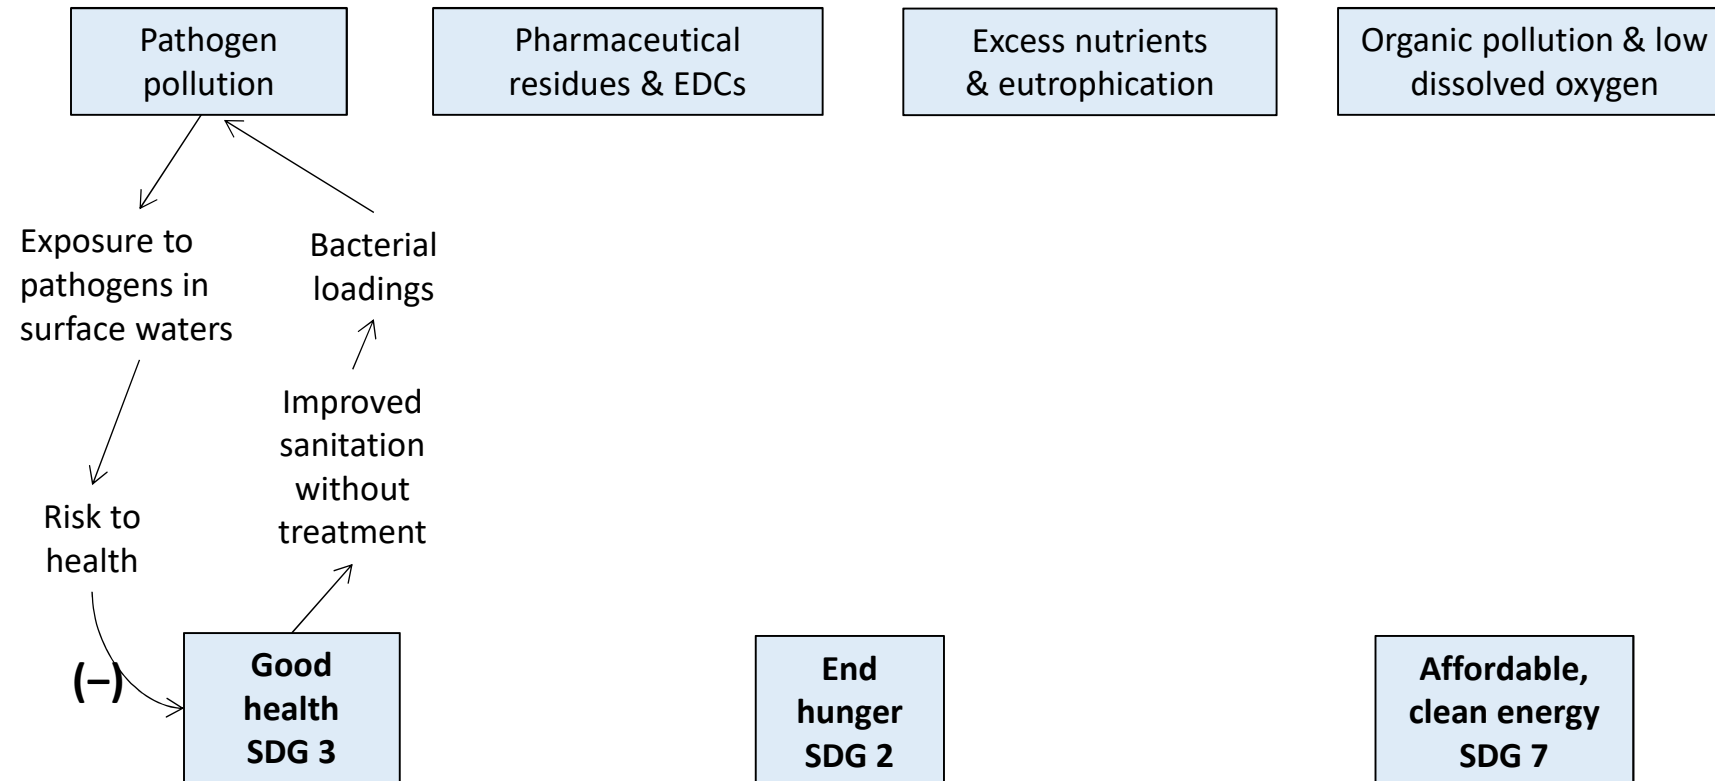 Pathogen
pollution
Pharmaceutical
residues & EDCs
Excess nutrients
& eutrophication
Organic pollution & low
dissolved oxygen
Exposure to
pathogens in
surface waters
Bacterial
loadings
Improved
sanitation
without
treatment
Risk to
health
(–)
Good
health
SDG 3
End
hunger
SDG 2
Affordable,
clean energy
SDG 7